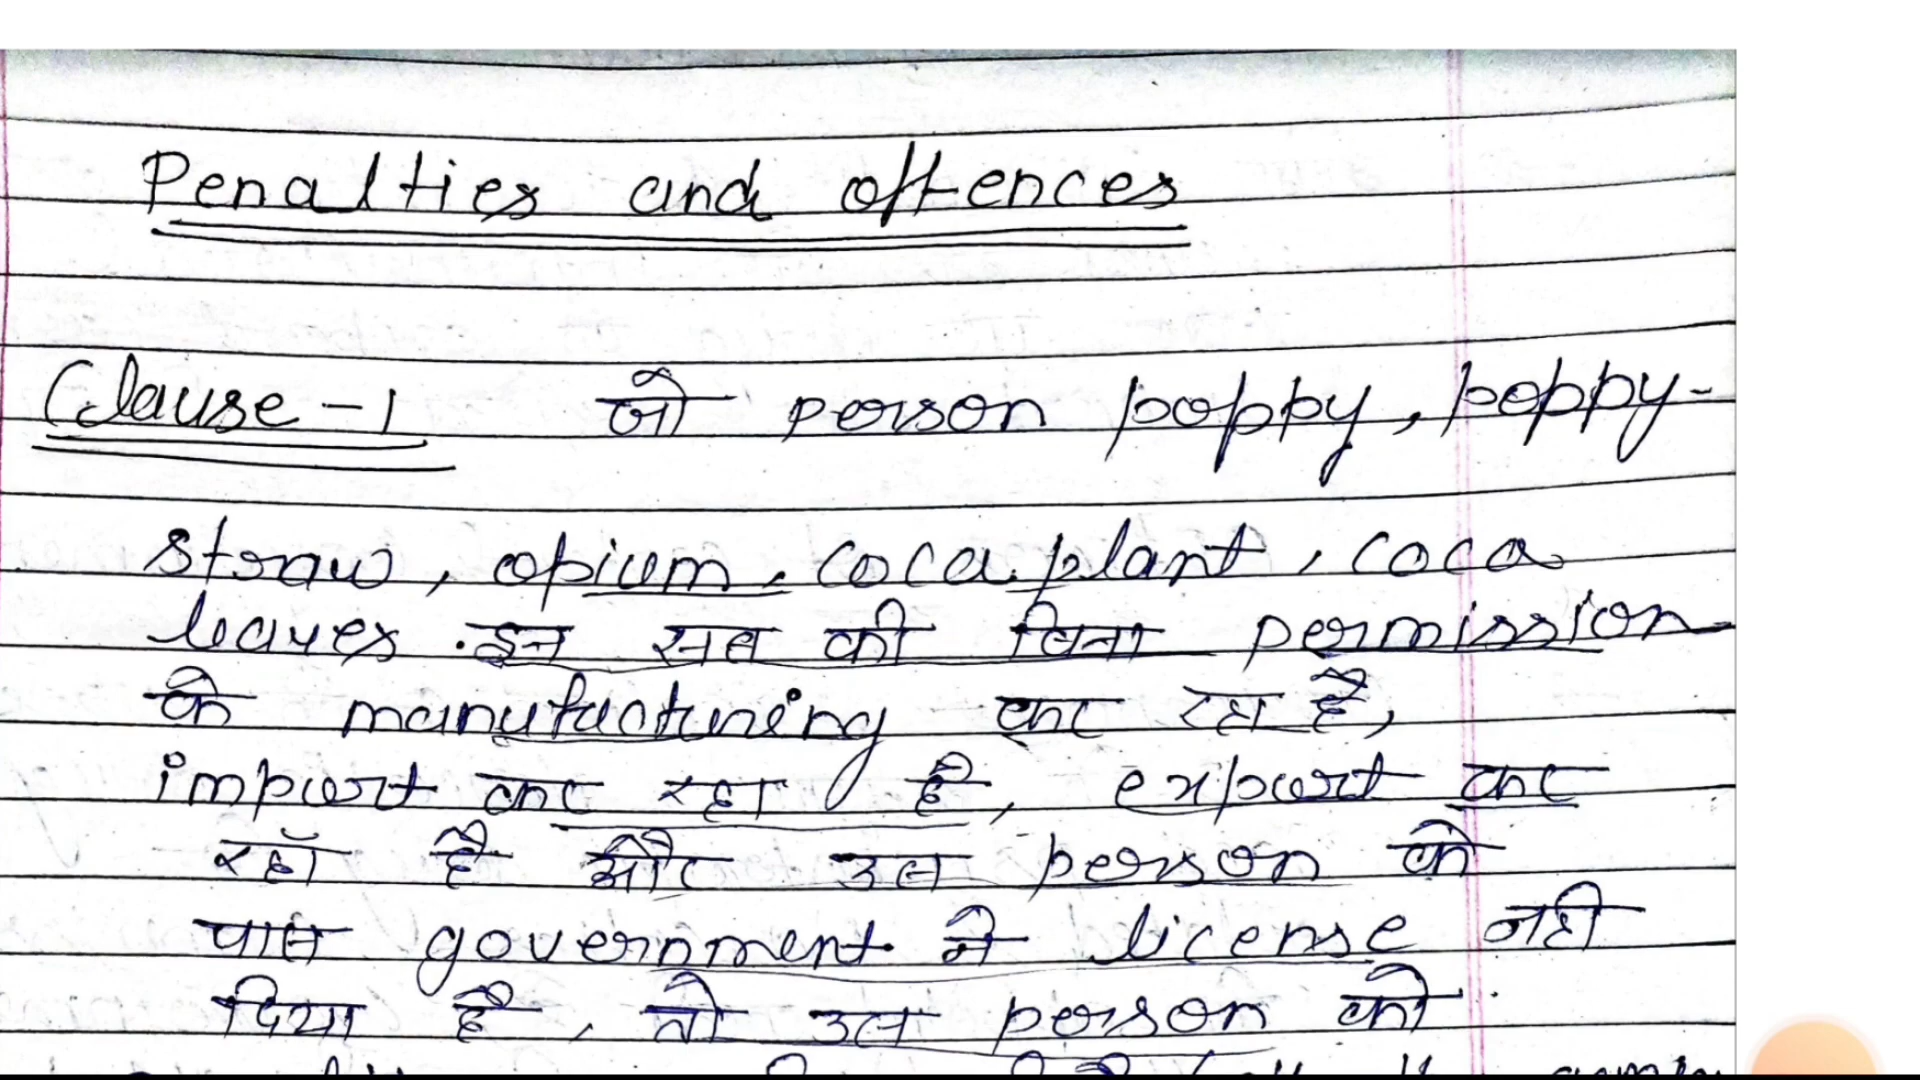 Penalties and offences
Clause-1 जो person poppy, poppy-
straw, opium, coca plant, coca
leaves. इन सब को बिना permission
के manufacturing कर रहा है,
import कर रहा है, export कर
रहाँ है और उस person के
पास government ने license नही
दिया है, तो उस person को